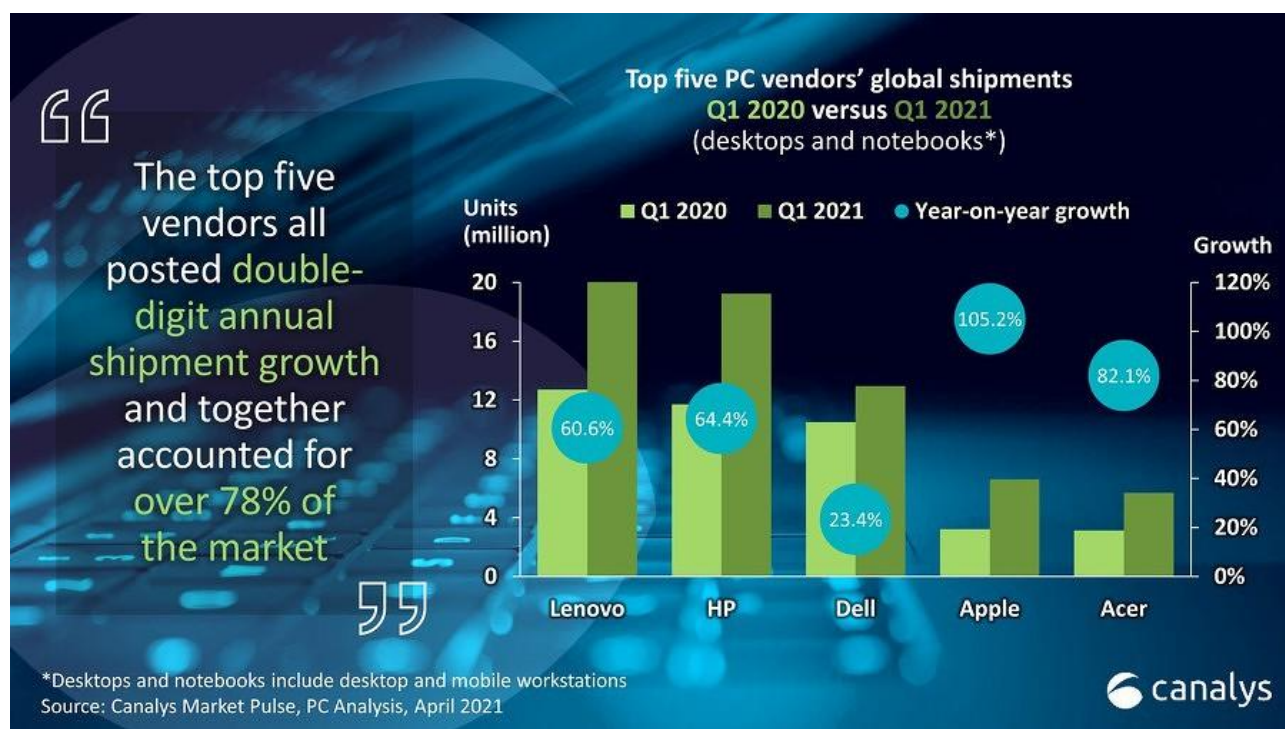 The top five
vendors all
posted double-
digit annual
shipment growth
and together
accounted for
over 78% of
the market
Top five PC vendors’ global shipments
Q1 2020 versus Q1 2021
(desktops and notebooks*)
Units
(million)
Q1 2020 Q1 2021 Year-on-year growth
Growth
20
16
12
8
4
0
120%
100%
80%
60%
40%
20%
0%
60.6%
64.4%
23.4%
105.2%
82.1%
Lenovo HP Dell Apple Acer
*Desktops and notebooks include desktop and mobile workstations
Source: Canalys Market Pulse, PC Analysis, April 2021
canalys